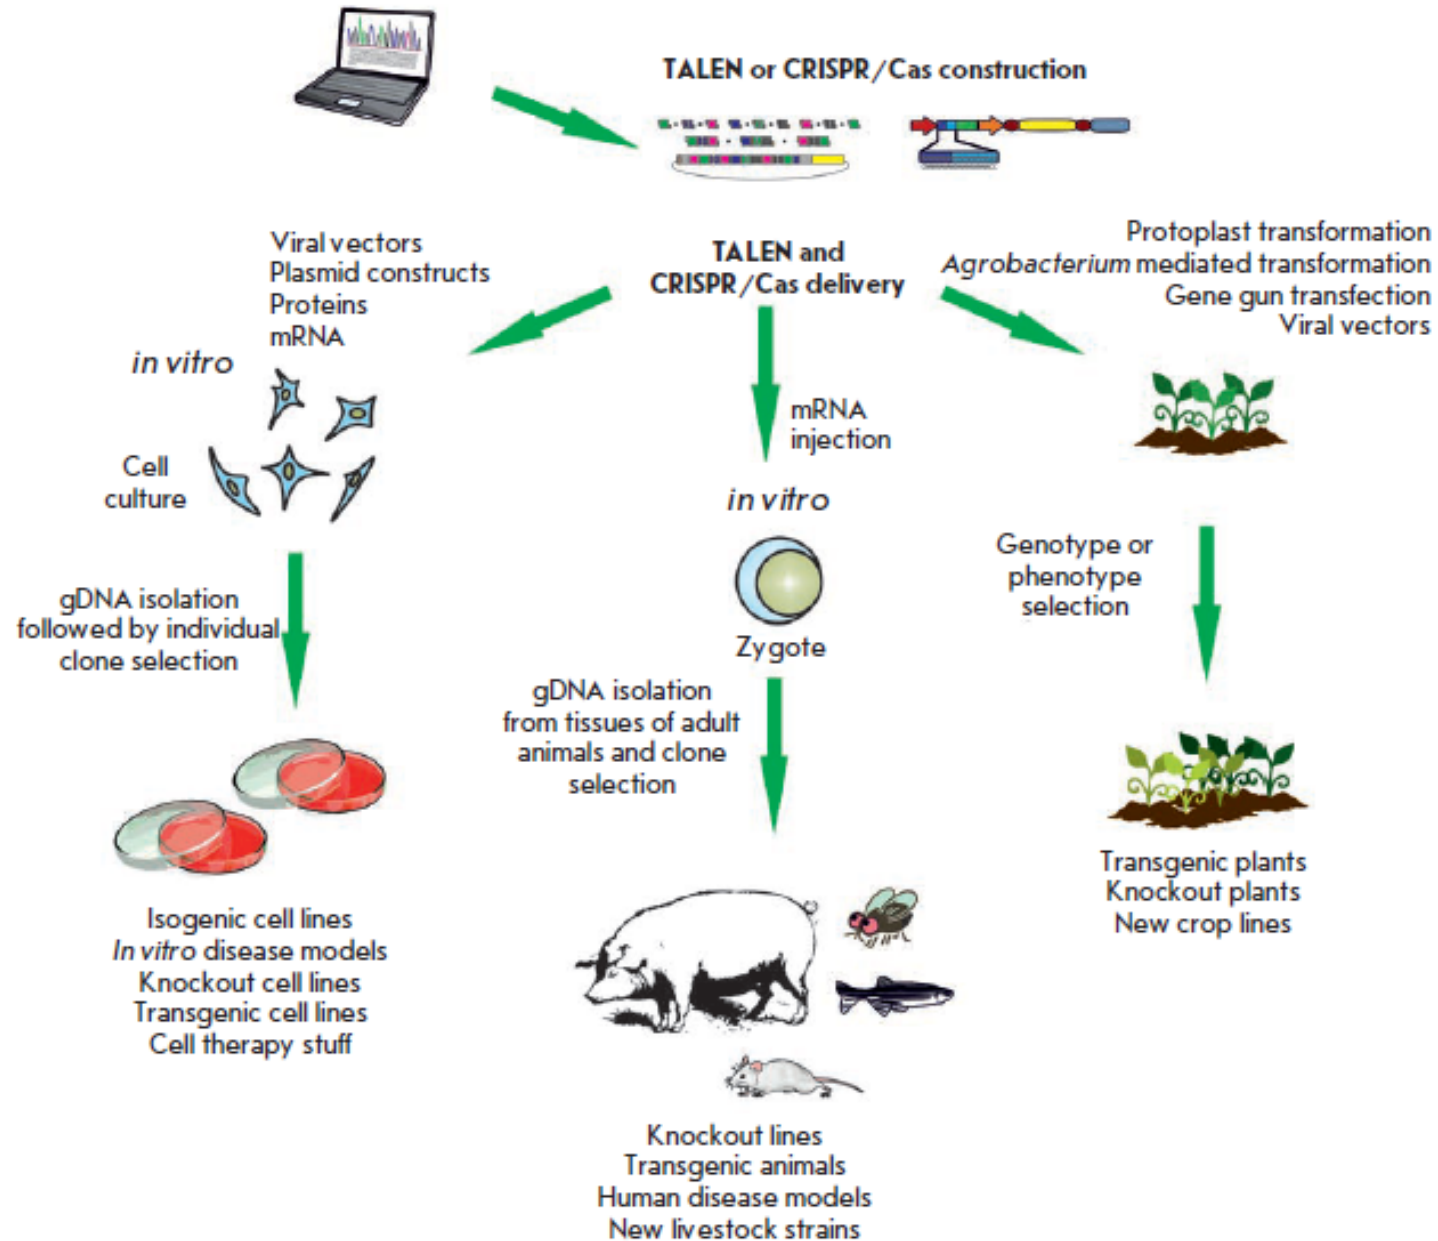 TALEN or CRISPR/Cas construction
Viral vectors
Plasmid constructs
Proteins
mRNA
in vitro
Cell
culture
gDNA isolation
followed by individual
clone selection
Isogenic cell lines
In vitro disease models
Knockout cell lines
Transgenic cell lines
Cell therapy stuff
TALEN and
CRISPR/Cas delivery
mRNA
injection
in vitro
Zygote
gDNA isolation
from tissues of adult
animals and clone
selection
Knockout lines
Transgenic animals
Human disease models
New livestock strains
Protoplast transformation
Agrobacterium mediated transformation
Gene gun transfection
Viral vectors
Genotype or
phenotype
selection
Transgenic plants
Knockout plants
New crop lines